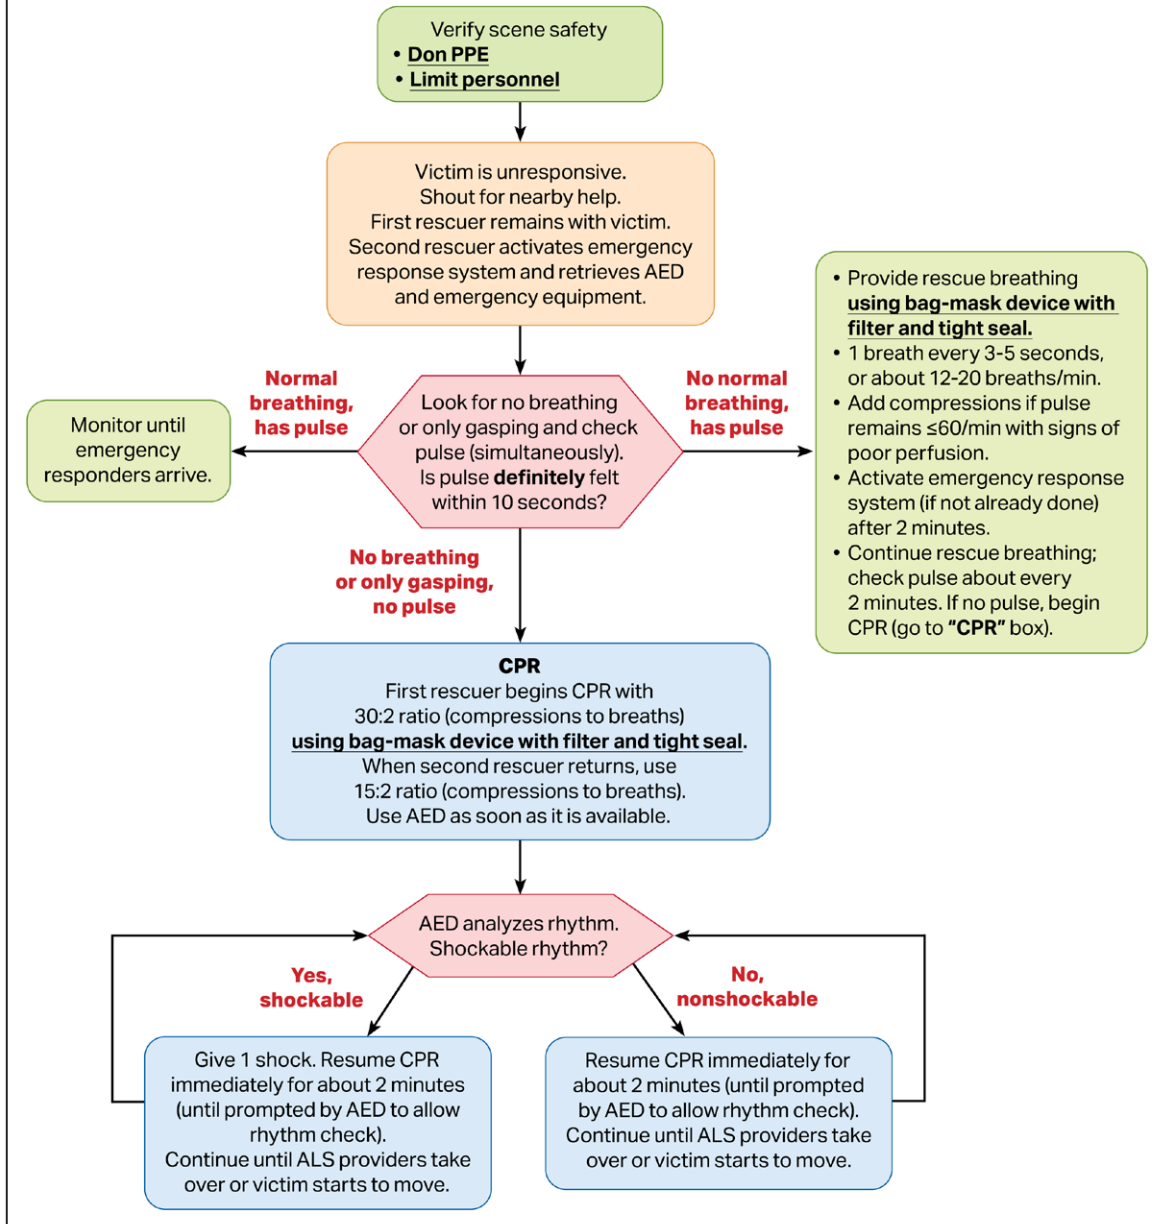 Verify scene safety
• Don PPE
• Limit personnel
Victim is unresponsive.
Shout for nearby help.
First rescuer remains with victim.
Second rescuer activates emergency
response system and retrieves AED
and emergency equipment.
Normal
breathing,
has pulse
Look for no breathing
or only gasping and check
pulse (simultaneously).
Is pulse definitely felt
within 10 seconds?
No normal
breathing,
has pulse
Monitor until
emergency
responders arrive.
• Provide rescue breathing
using bag-mask device with
filter and tight seal.
• 1 breath every 3-5 seconds,
or about 12-20 breaths/min.
• Add compressions if pulse
remains ≤60/min with signs of
poor perfusion.
• Activate emergency response
system (if not already done)
after 2 minutes.
• Continue rescue breathing;
check pulse about every
2 minutes. If no pulse, begin
CPR (go to "CPR" box).
No breathing
or only gasping,
no pulse
CPR
First rescuer begins CPR with
30:2 ratio (compressions to breaths)
using bag-mask device with filter and tight seal.
When second rescuer returns, use
15:2 ratio (compressions to breaths).
Use AED as soon as it is available.
AED analyzes rhythm.
Shockable rhythm?
Yes,
shockable
No,
nonshockable
Give 1 shock. Resume CPR
immediately for about 2 minutes
(until prompted by AED to allow
rhythm check).
Continue until ALS providers take
over or victim starts to move.
Resume CPR immediately for
about 2 minutes (until prompted
by AED to allow rhythm check).
Continue until ALS providers take
over or victim starts to move.